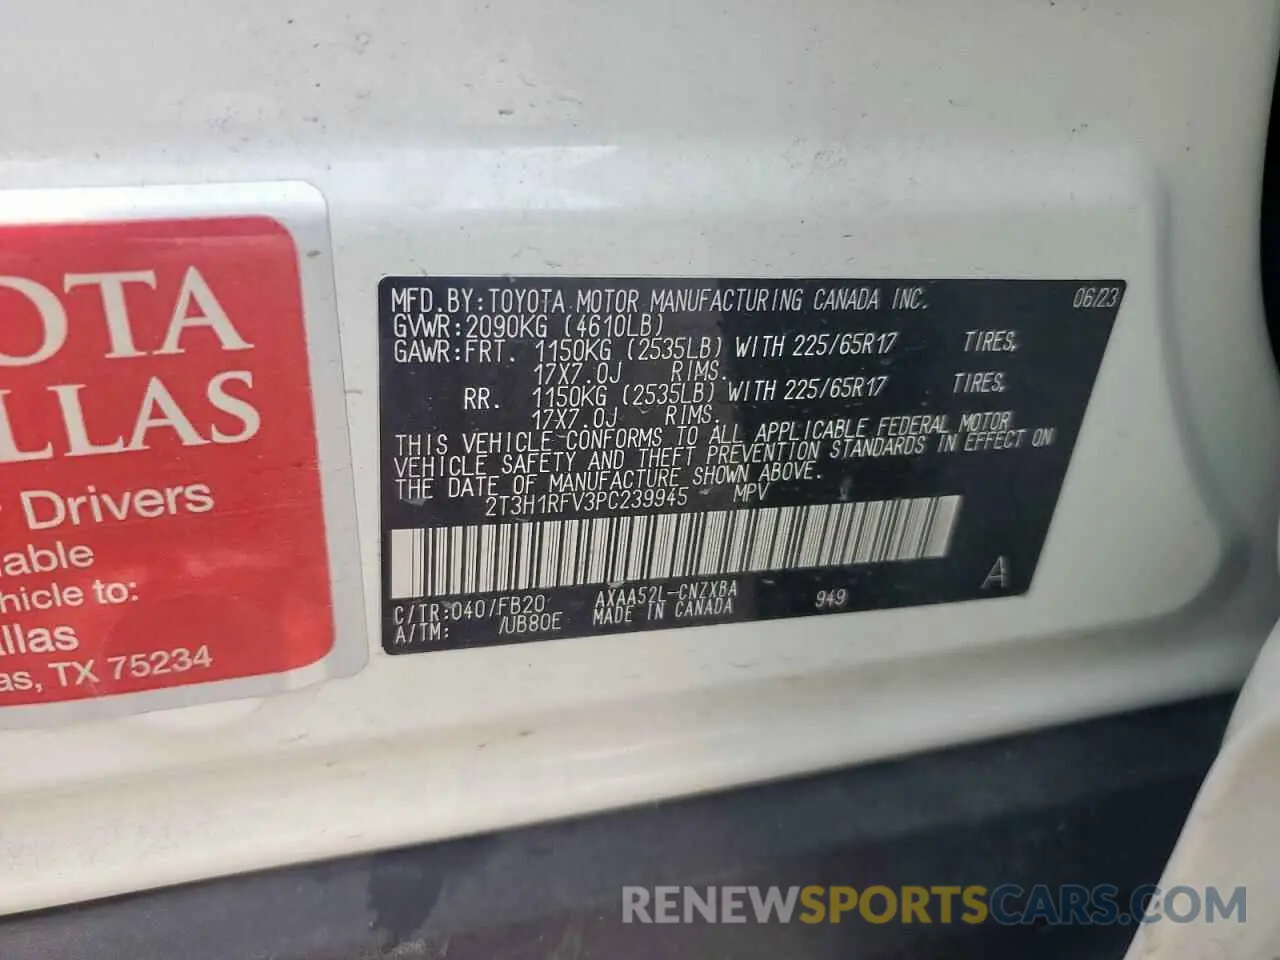 OTA
LLAS
Drivers
able
hicle to:
llas
as, TX 75234
MFD.BY:TOYOTA MOTOR MANUFACTURING CANADA INC. 06/23
GVWR:2090KG (4610LB)
GAWR:FRT. 1150KG (2535LB) WITH 225/65R17 TIRES,
17X7.0J RIMS.
RR. 1150KG (2535LB) WITH 225/65R17 TIRES,
17X7.0J RIMS.
THIS VEHICLE CONFORMS TO ALL APPLICABLE FEDERAL MOTOR
VEHICLE SAFETY AND THEFT PREVENTION STANDARDS IN EFFECT ON
THE DATE OF MANUFACTURE SHOWN ABOVE.
2T3H1RFV3PC239945 MPV
C/TR:040/FB20 AXAA52L-CNZXBA 949 A
A/TM: /UB80E MADE IN CANADA
RENEWSPORTSCARS.COM